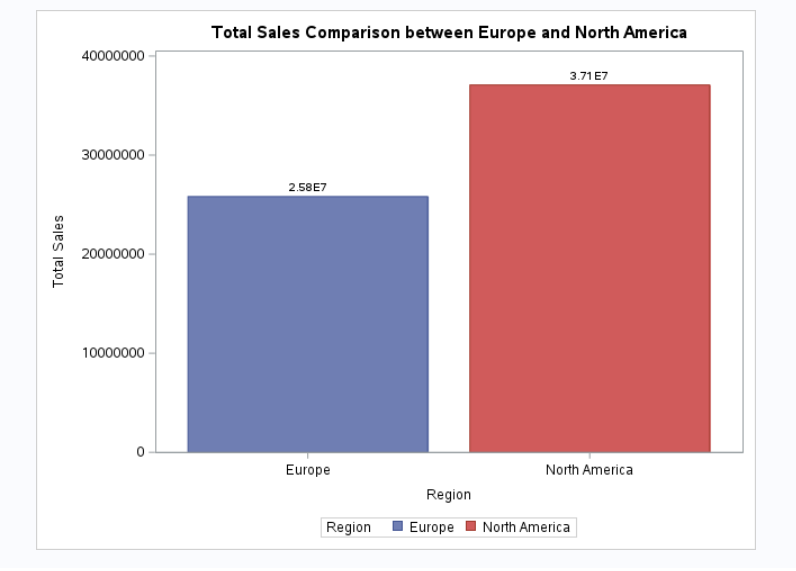 Total Sales Comparison between Europe and North America
40000000
30000000
20000000
10000000
0
Total Sales
2.58E7
3.71E7
Europe North America
Region
Region Europe North America